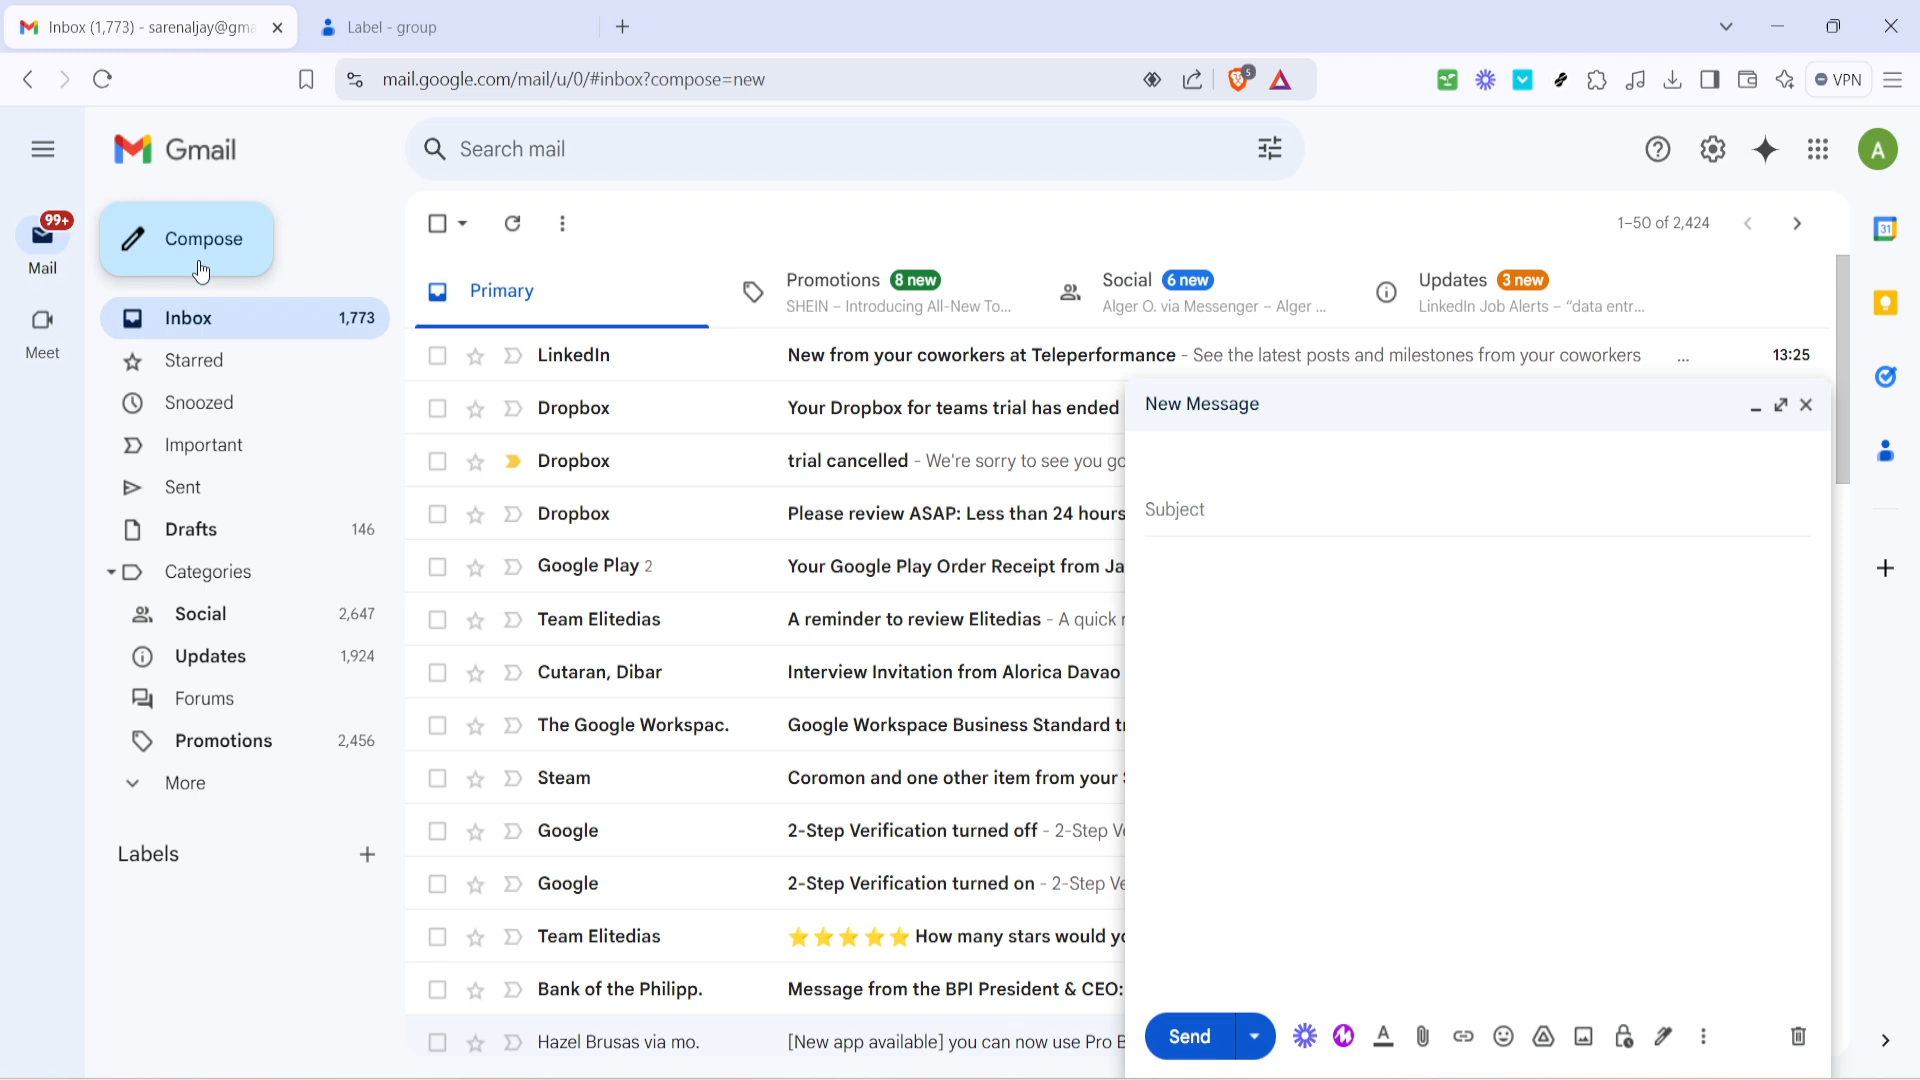 Inbox (1,773) - sarenaljay@gma
Label - group
mail.google.com/mail/u/0/#inbox?compose=new
5
VPN
Gmail
Search mail
A
99+
Mail
Meet
Compose
Inbox 1,773
Starred
Snoozed
Important
Sent
Drafts 146
Categories
Social 2,647
Updates 1,924
Forums
Promotions 2,456
More
Labels
1–50 of 2,424
31
Primary
Promotions 8 new
SHEIN – Introducing All-New To...
Social 6 new
Alger O. via Messenger – Alger ...
Updates 3 new
LinkedIn Job Alerts – “data entr...
LinkedIn New from your coworkers at Teleperformance - See the latest posts and milestones from your coworkers ... 13:25
Dropbox Your Dropbox for teams trial has ended
Dropbox trial cancelled - We're sorry to see you go
Dropbox Please review ASAP: Less than 24 hours
Google Play 2 Your Google Play Order Receipt from Ja
Team Elitedias A reminder to review Elitedias - A quick r
Cutaran, Dibar Interview Invitation from Alorica Davao
The Google Workspac. Google Workspace Business Standard tr
Steam Coromon and one other item from your
Google 2-Step Verification turned off - 2-Step Ve
Google 2-Step Verification turned on - 2-Step Ve
Team Elitedias ⭐⭐⭐⭐⭐ How many stars would yo
Bank of the Philipp. Message from the BPI President & CEO:
Hazel Brusas via mo. [New app available] you can now use Pro B
New Message
Subject
Send